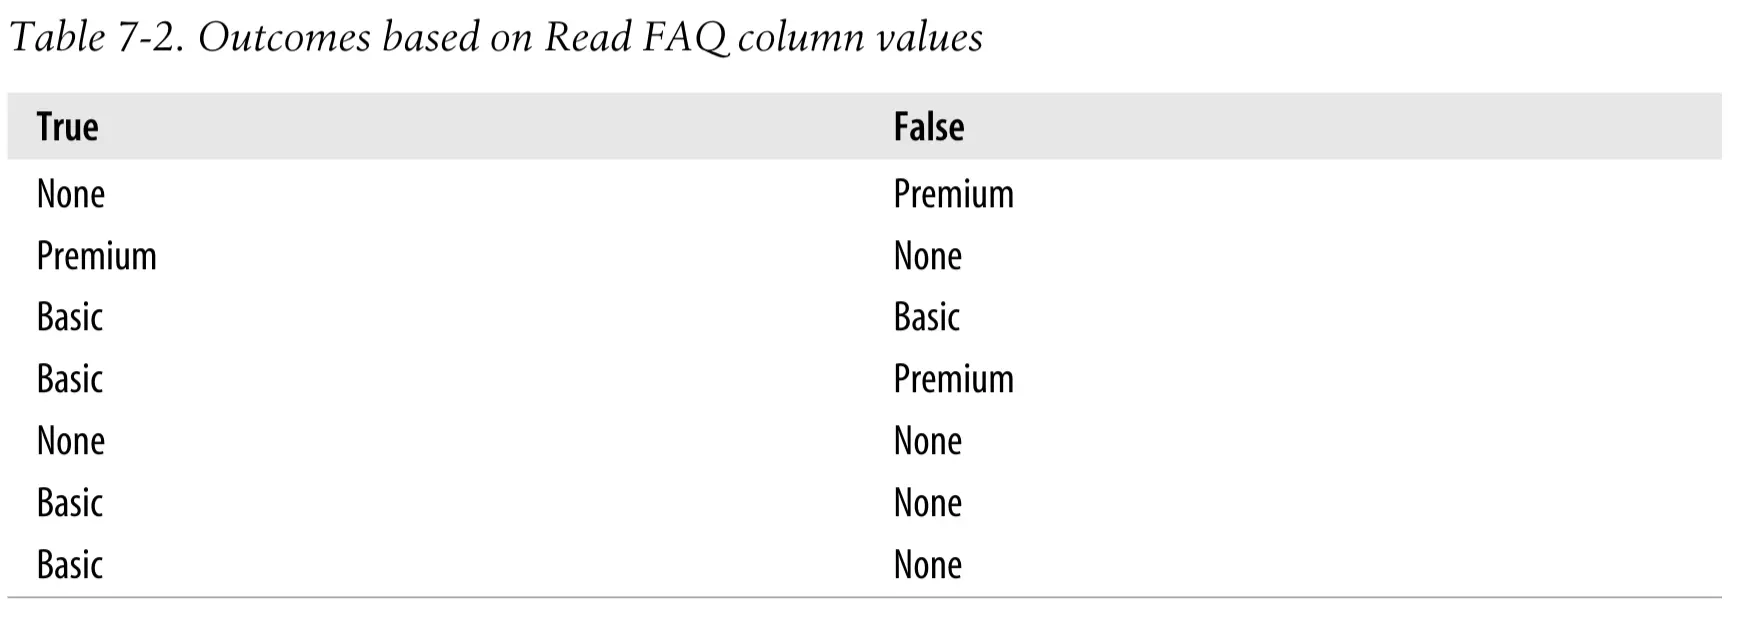 Table 7-2. Outcomes based on Read FAQ column values
True False
None Premium
Premium None
Basic Basic
Basic Premium
None None
Basic None
Basic None